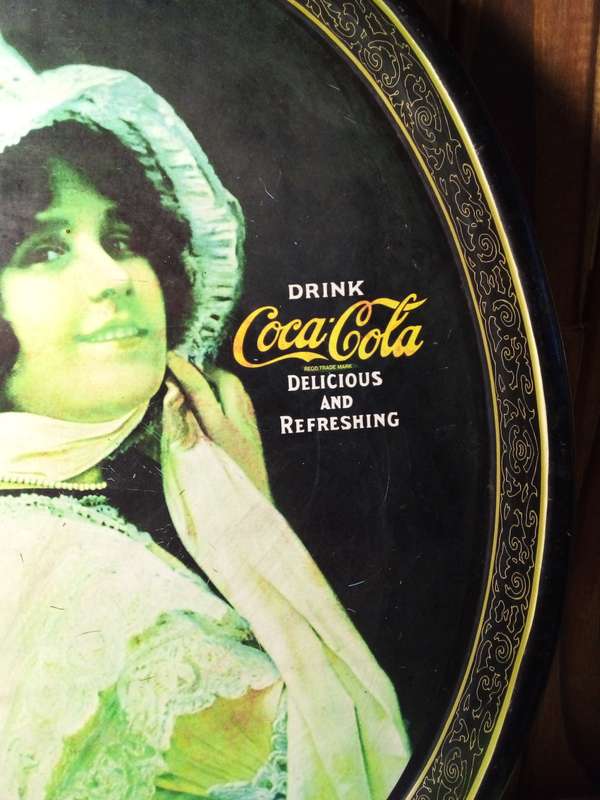 DRINK
Coca-Cola
REGD. TRADE MARK
DELICIOUS
AND
REFRESHING